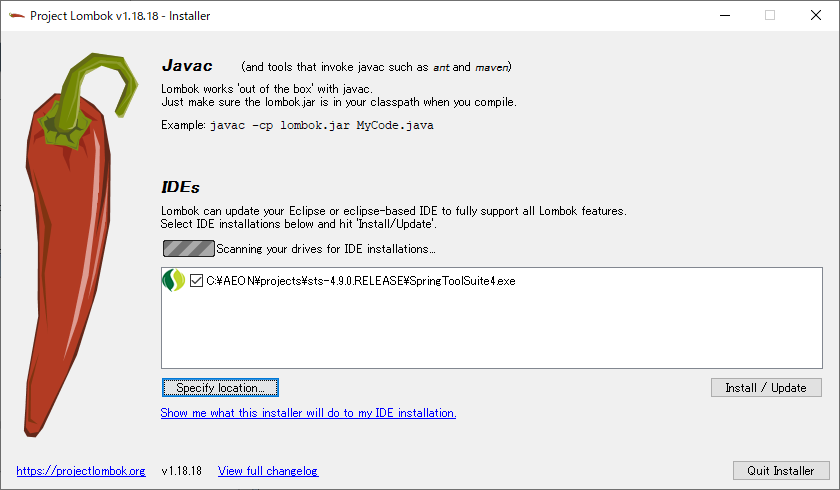 Project Lombok v1.18.18 - Installer
Javac (and tools that invoke javac such as ant and maven)
Lombok works 'out of the box' with javac.
Just make sure the lombok.jar is in your classpath when you compile.
Example: javac -cp lombok.jar MyCode.java
IDEs
Lombok can update your Eclipse or eclipse-based IDE to fully support all Lombok features.
Select IDE installations below and hit 'Install/Update'.
Scanning your drives for IDE installations...
C:¥AEON¥projects¥sts-4.9.0.RELEASE¥SpringToolSuite4.exe
Specify location... Install / Update
Show me what this installer will do to my IDE installation.
https://projectlombok.org v1.18.18 View full changelog Quit Installer